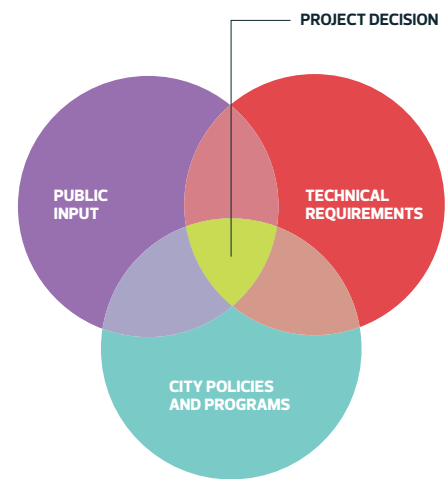 PROJECT DECISION
PUBLIC
INPUT
TECHNICAL
REQUIREMENTS
CITY POLICIES
AND PROGRAMS